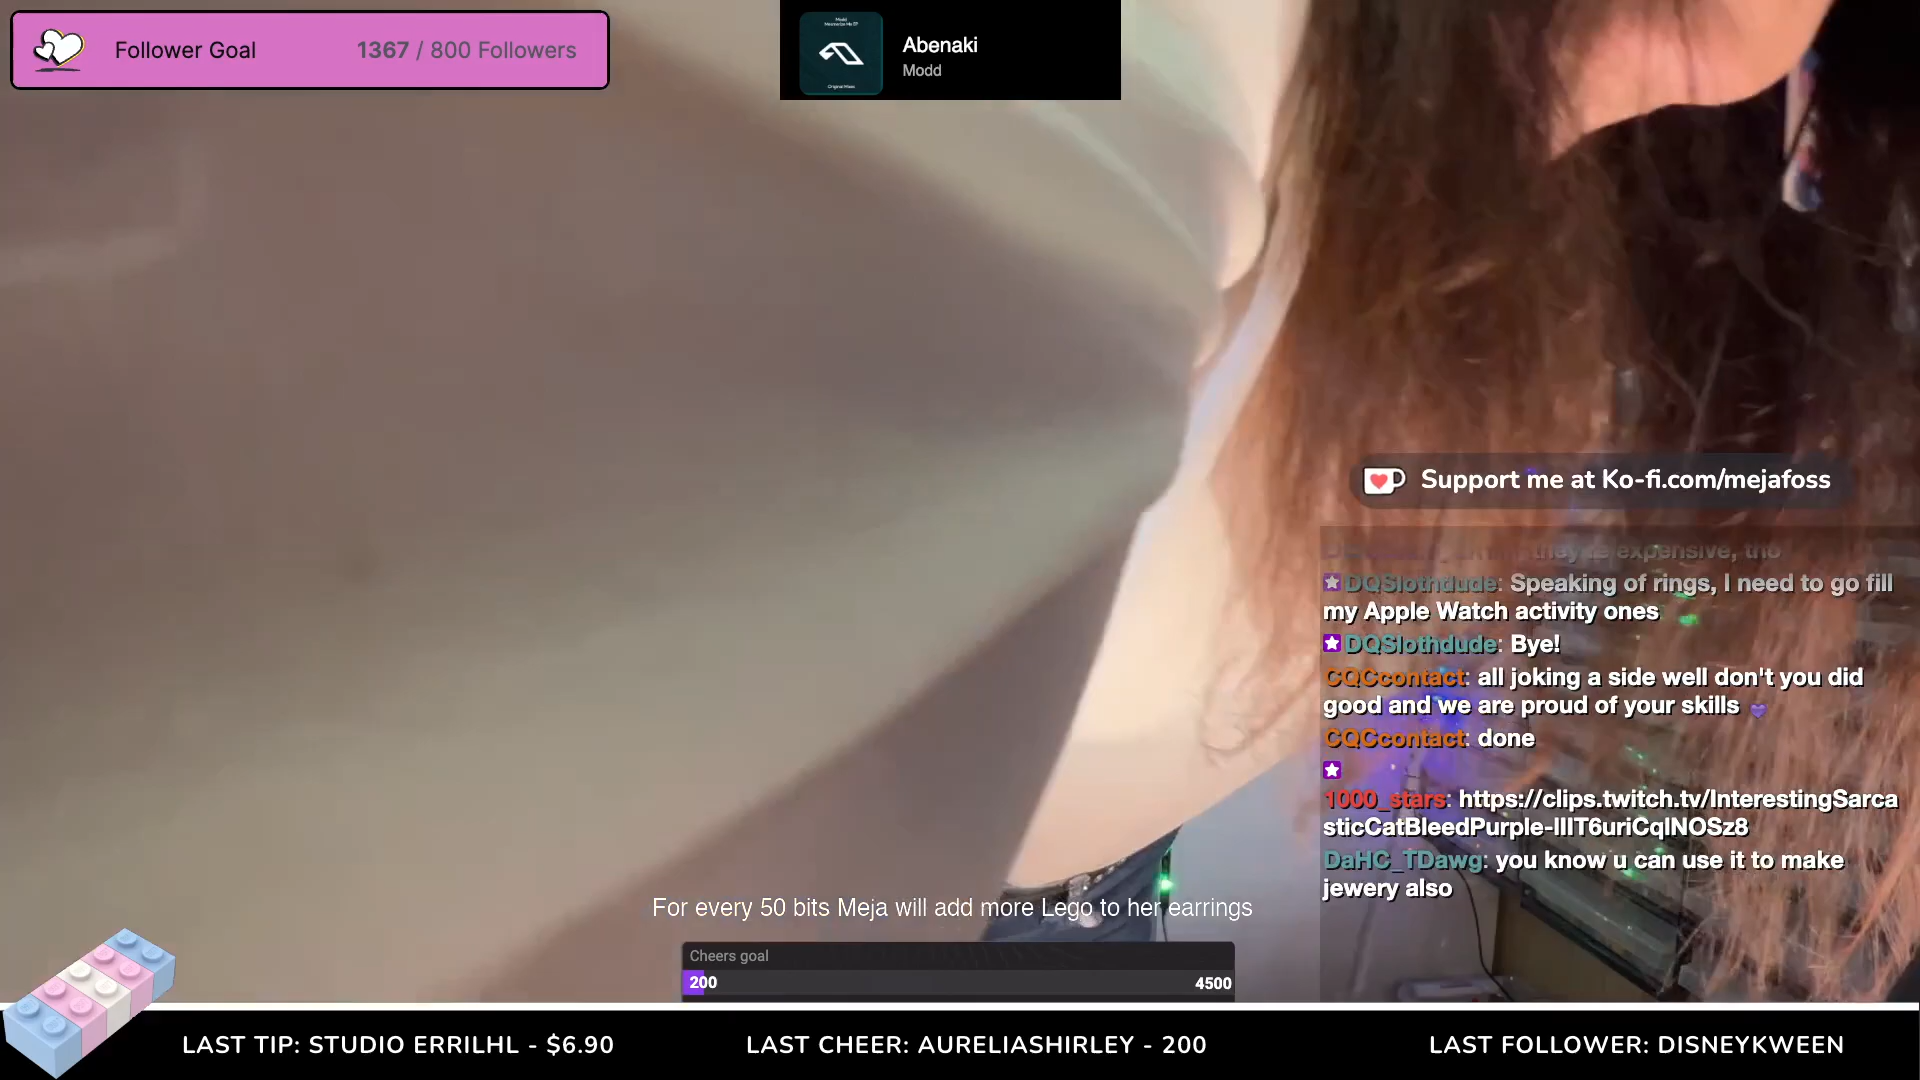 Follower Goal 1367 / 800 Followers
Abenaki
Modd
Support me at Ko-fi.com/mejafoss
they're expensive, tho
DQSlothdude: Speaking of rings, I need to go fill
my Apple Watch activity ones
DQSlothdude: Bye!
CQCcontact: all joking a side well don't you did
good and we are proud of your skills
CQCcontact: done
1000_stars: https://clips.twitch.tv/InterestingSarca
sticCatBleedPurple-IIIT6uriCqINOSz8
DaHC_TDawg: you know u can use it to make
jewery also
For every 50 bits Meja will add more Lego to her earrings
Cheers goal
200 4500
LAST TIP: STUDIO ERRILHL - $6.90 LAST CHEER: AURELIASHIRLEY - 200 LAST FOLLOWER: DISNEYKWEEN